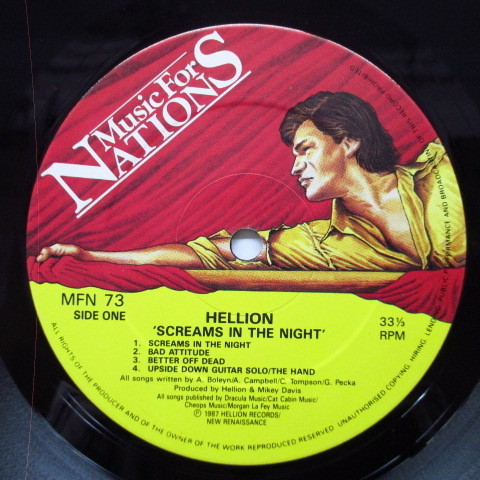 Music For
NATIONS
MFN 73
SIDE ONE
HELLION
'SCREAMS IN THE NIGHT'
33⅓
RPM
1. SCREAMS IN THE NIGHT
2. BAD ATTITUDE
3. BETTER OFF DEAD
4. UPSIDE DOWN GUITAR SOLO/THE HAND
All songs written by A. Boleyn/A. Campbell/C. Tompson/G. Pecka
Produced by Hellion & Mikey Davis
All songs published by Dracula Music/Cat Cabin Music/
Cheops Music/Morgan La Fey Music
℗ 1987 HELLION RECORDS/
NEW RENAISSANCE
ALL RIGHTS OF THE PRODUCER AND OF THE OWNER OF THE WORK REPRODUCED RESERVED. UNAUTHORISED COPYING, HIRING, LENDING, PUBLIC PERFORMANCE AND BROADCASTING OF THIS RECORD PROHIBITED